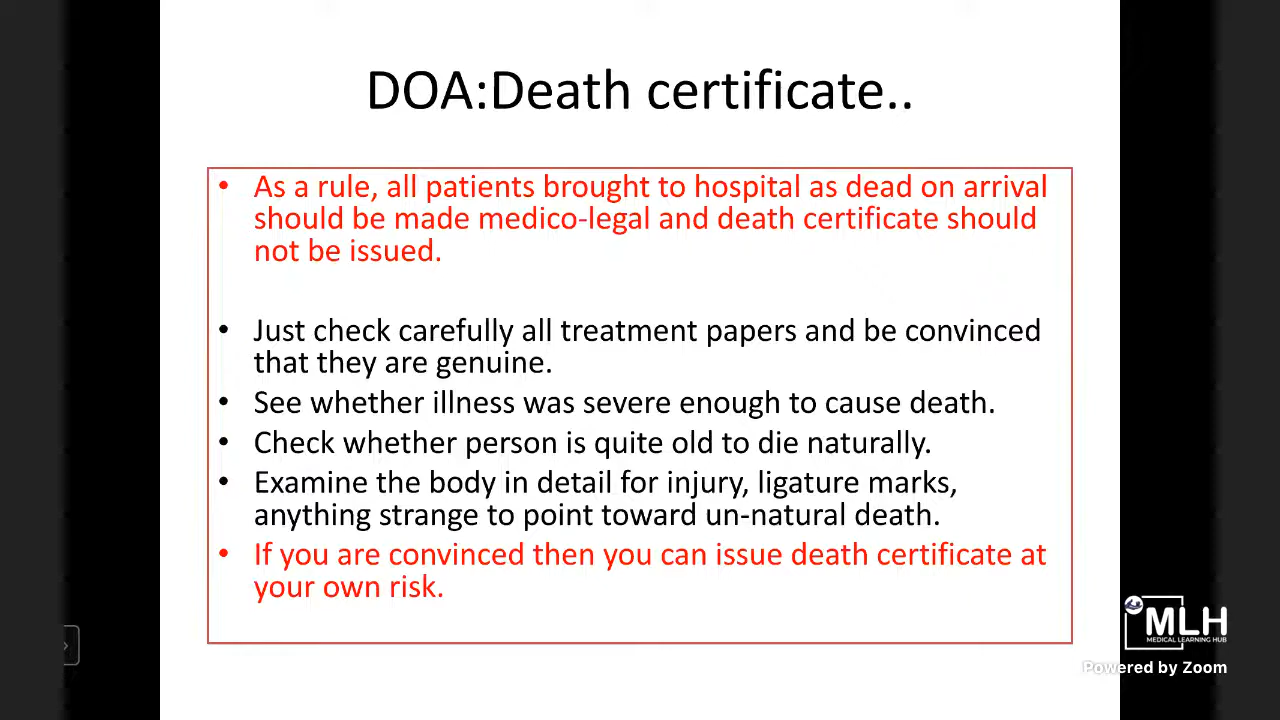 DOA:Death certificate..
• As a rule, all patients brought to hospital as dead on arrival
should be made medico-legal and death certificate should
not be issued.
• Just check carefully all treatment papers and be convinced
that they are genuine.
• See whether illness was severe enough to cause death.
• Check whether person is quite old to die naturally.
• Examine the body in detail for injury, ligature marks,
anything strange to point toward un-natural death.
• If you are convinced then you can issue death certificate at
your own risk.
MLH
MEDICAL LEARNING HUB
Powered by Zoom